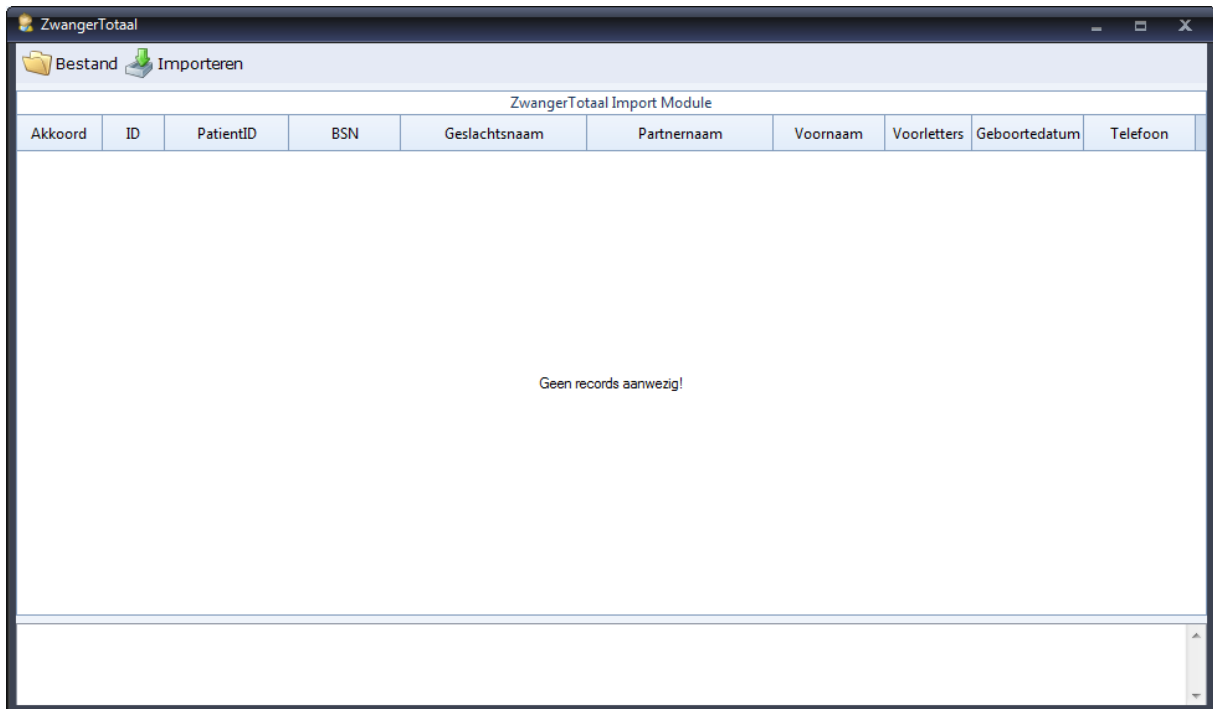 ZwangerTotaal
Bestand Importeren
ZwangerTotaal Import Module
Akkoord ID PatientID BSN Geslachtsnaam Partnernaam Voornaam Voorletters Geboortedatum Telefoon
Geen records aanwezig!